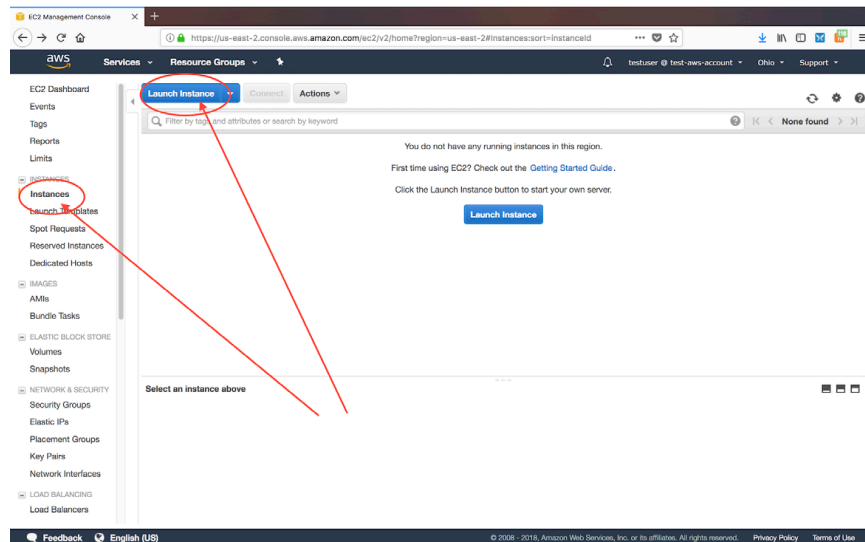 EC2 Management Console
https://us-east-2.console.aws.amazon.com/ec2/v2/home?region=us-east-2#Instances:sort=instanceId
aws
Services
Resource Groups
testuser @ test-aws-account
Ohio
Support
EC2 Dashboard
Events
Tags
Reports
Limits
INSTANCES
Instances
Launch Templates
Spot Requests
Reserved Instances
Dedicated Hosts
IMAGES
AMIs
Bundle Tasks
ELASTIC BLOCK STORE
Volumes
Snapshots
NETWORK & SECURITY
Security Groups
Elastic IPs
Placement Groups
Key Pairs
Network Interfaces
LOAD BALANCING
Load Balancers
Launch Instance
Connect
Actions
Filter by tags and attributes or search by keyword
None found
You do not have any running instances in this region.
First time using EC2? Check out the Getting Started Guide.
Click the Launch Instance button to start your own server.
Launch Instance
Select an instance above
Feedback
English (US)
© 2008 - 2018, Amazon Web Services, Inc. or its affiliates. All rights reserved.
Privacy Policy
Terms of Use